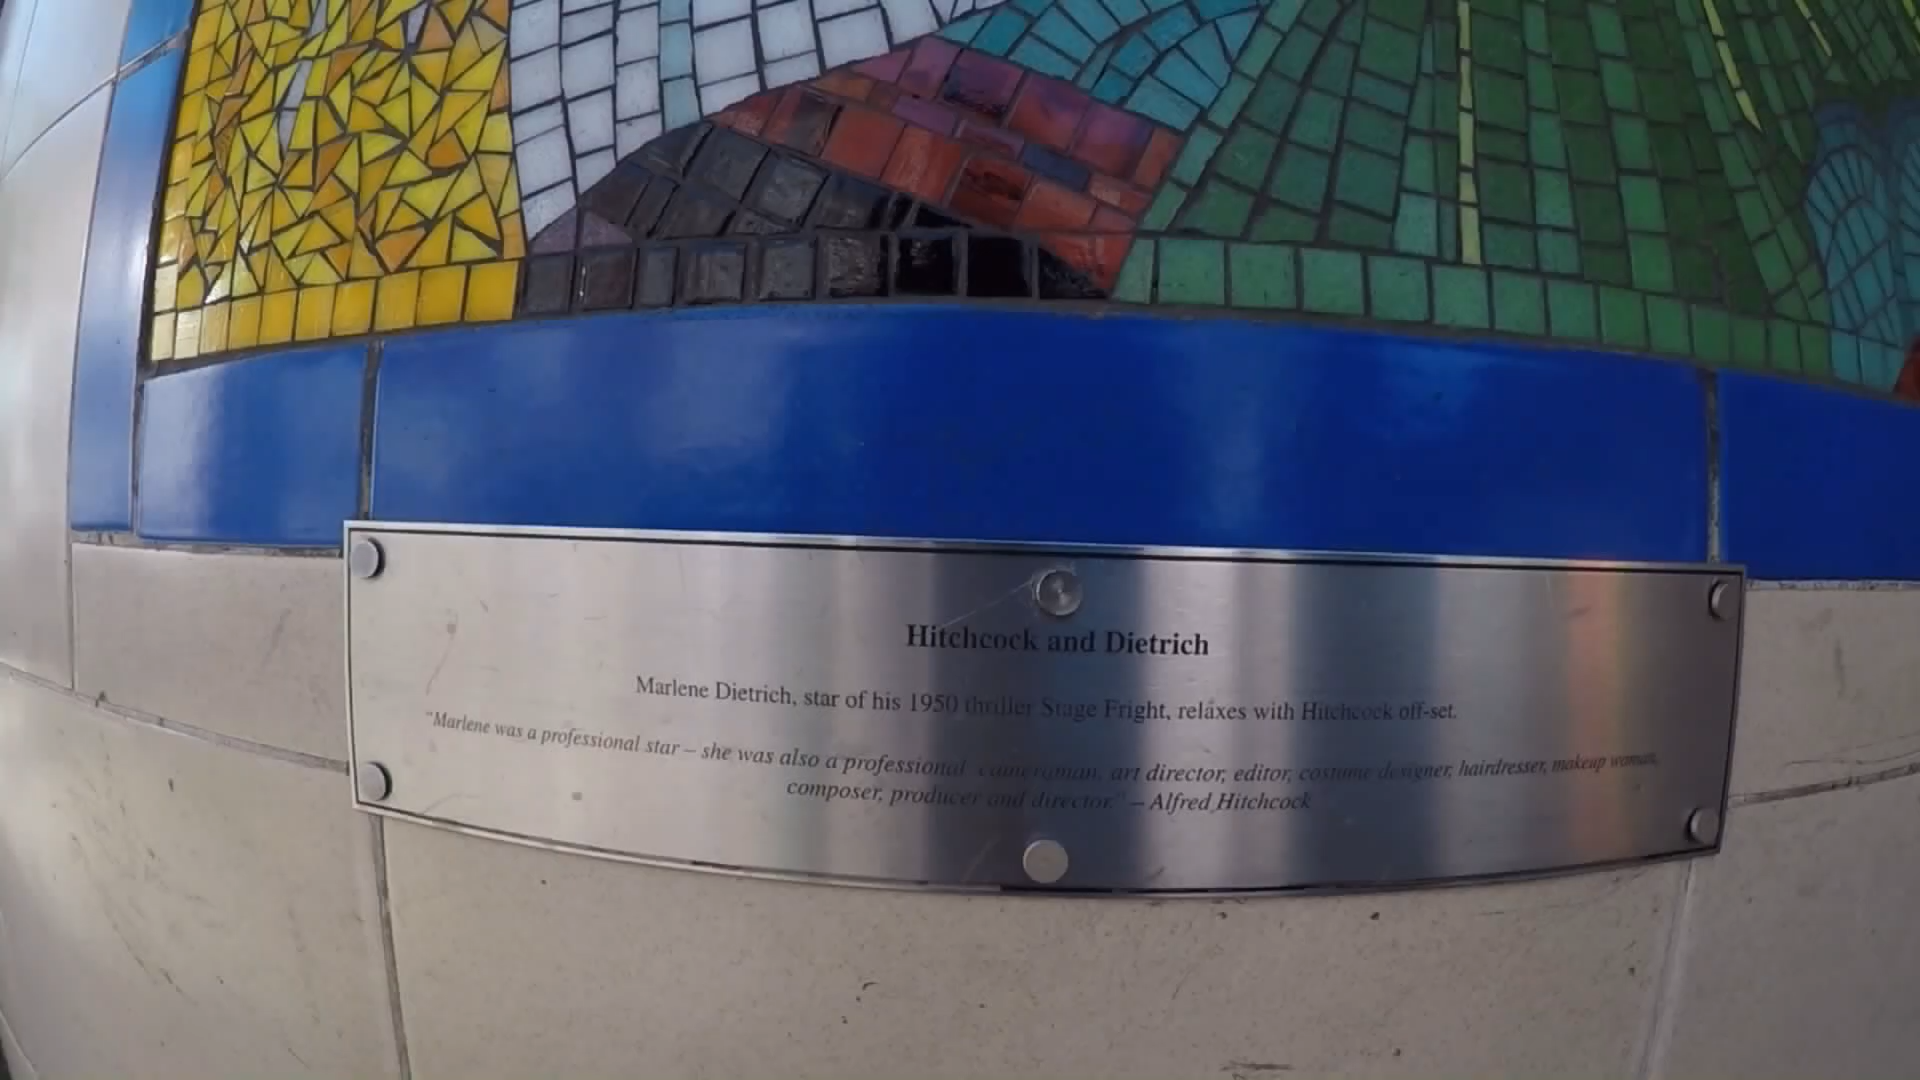 Hitchcock and Dietrich
Marlene Dietrich, star of his 1950 thriller Stage Fright, relaxes with Hitchcock off-set.
"Marlene was a professional star – she was also a professional cameraman, art director, editor, costume designer, hairdresser, makeup woman,
composer, producer and director." – Alfred Hitchcock